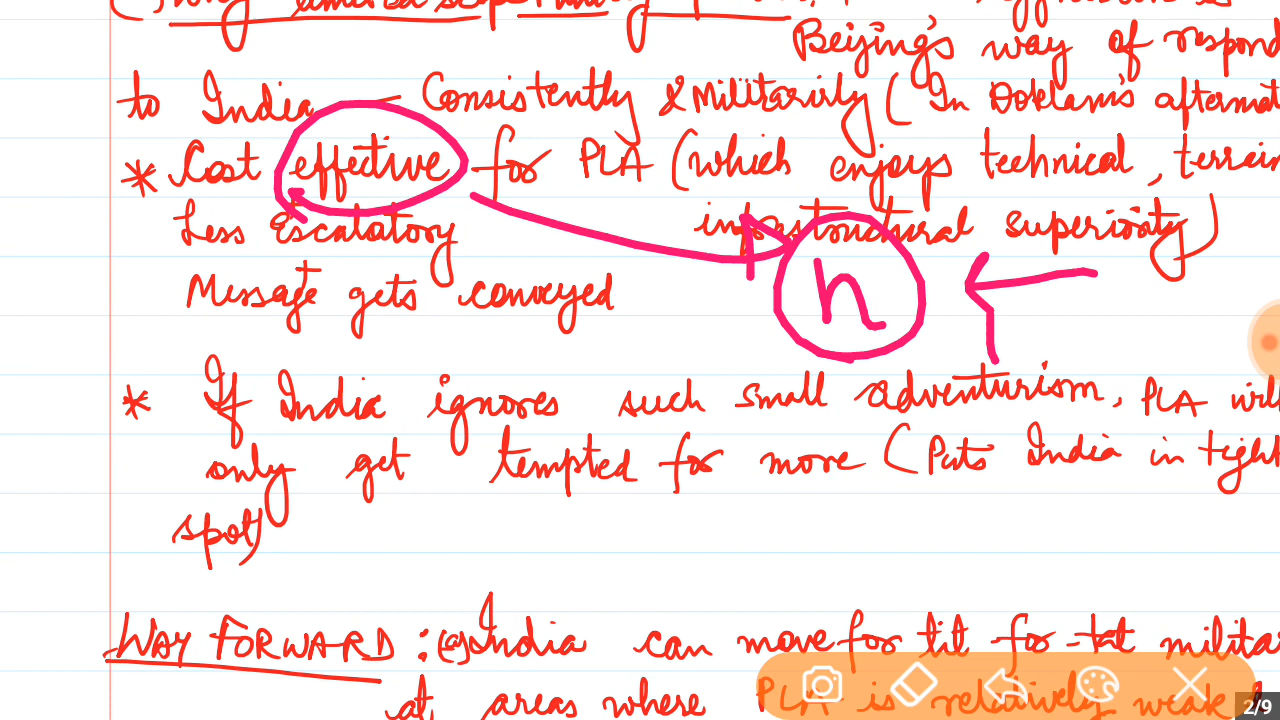 Beijing's way of respond
to India - Consistently & Militarily ( In Doklam's aftermat
* Cost effective for PLA (which enjoys technical, terrain
Less Escalatory infrastructural superiority)
Message gets conveyed
h
* If India ignores such small adventurism, PLA will
only get tempted for more (Puts India in tight
spot)
WAY FORWARD : (a) India can move for tit for-tat milita
at areas where PLA is relatively weak
2/9